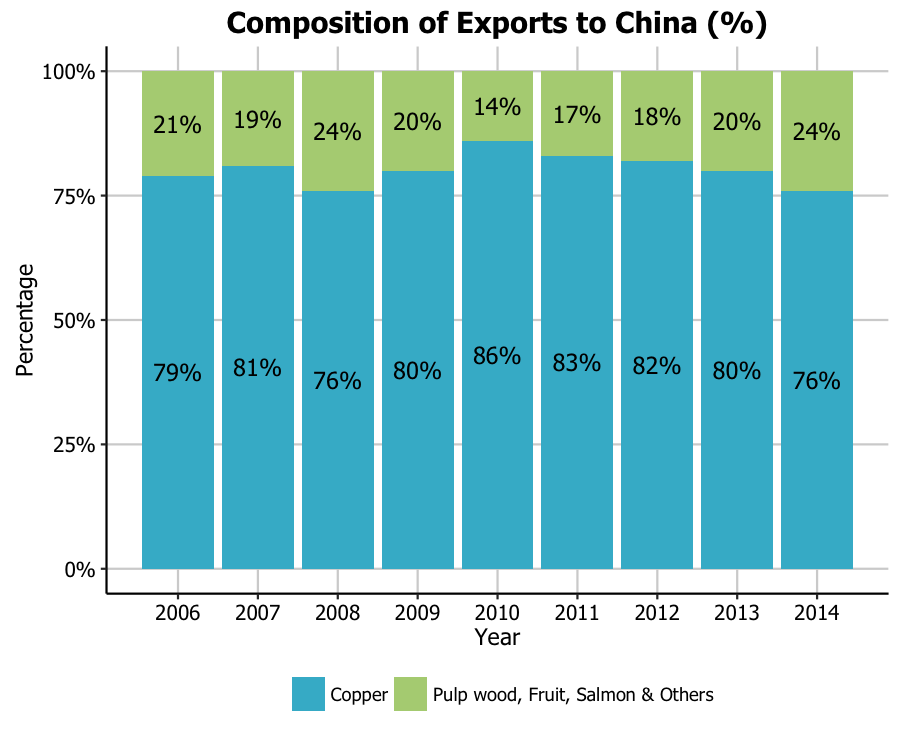 Composition of Exports to China (%)
Percentage
100%
75%
50%
25%
0%
21% 19% 24% 20% 14% 17% 18% 20% 24%
79% 81% 76% 80% 86% 83% 82% 80% 76%
2006 2007 2008 2009 2010 2011 2012 2013 2014
Year
Copper Pulp wood, Fruit, Salmon & Others